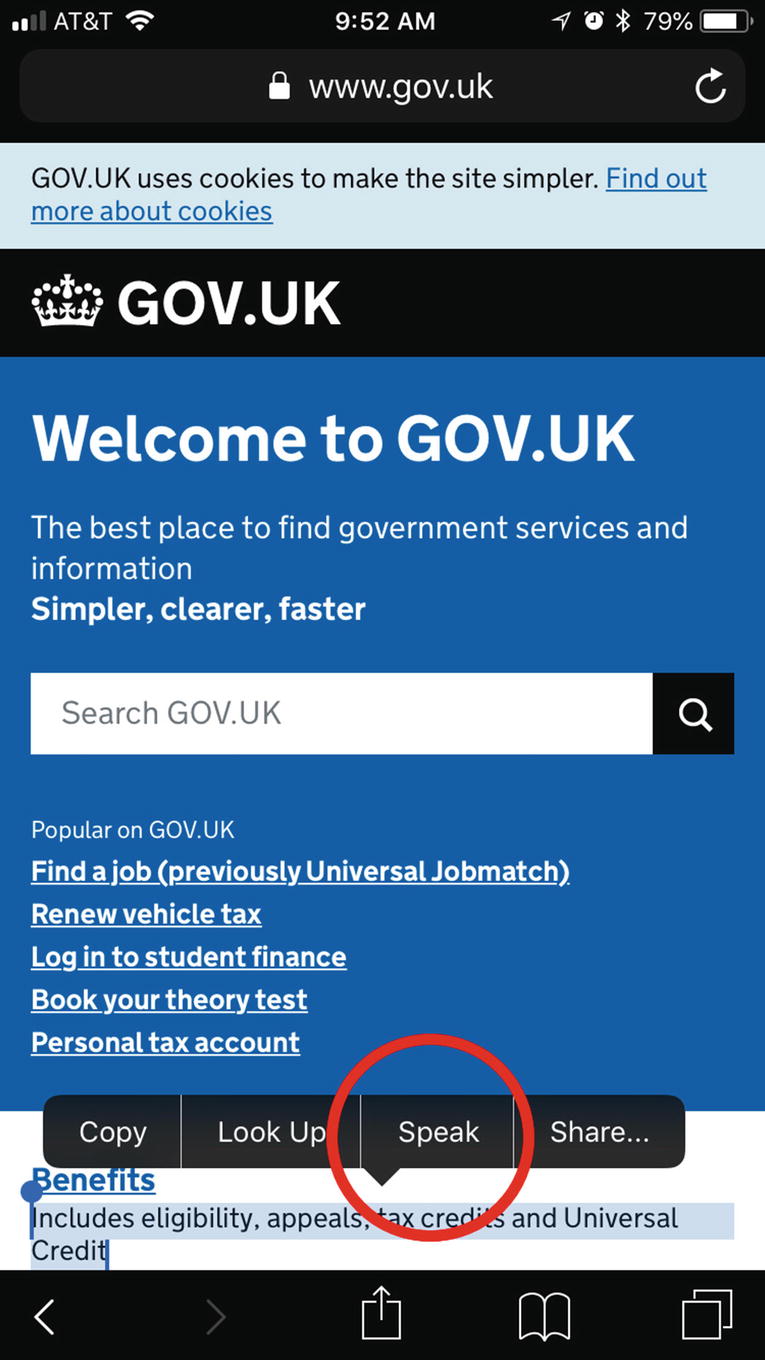 AT&T 9:52 AM 79%
www.gov.uk
GOV.UK uses cookies to make the site simpler. Find out
more about cookies
GOV.UK
Welcome to GOV.UK
The best place to find government services and
information
Simpler, clearer, faster
Search GOV.UK
Popular on GOV.UK
Find a job (previously Universal Jobmatch)
Renew vehicle tax
Log in to student finance
Book your theory test
Personal tax account
Copy Look Up Speak Share...
Benefits
Includes eligibility, appeals, tax credits and Universal
Credit